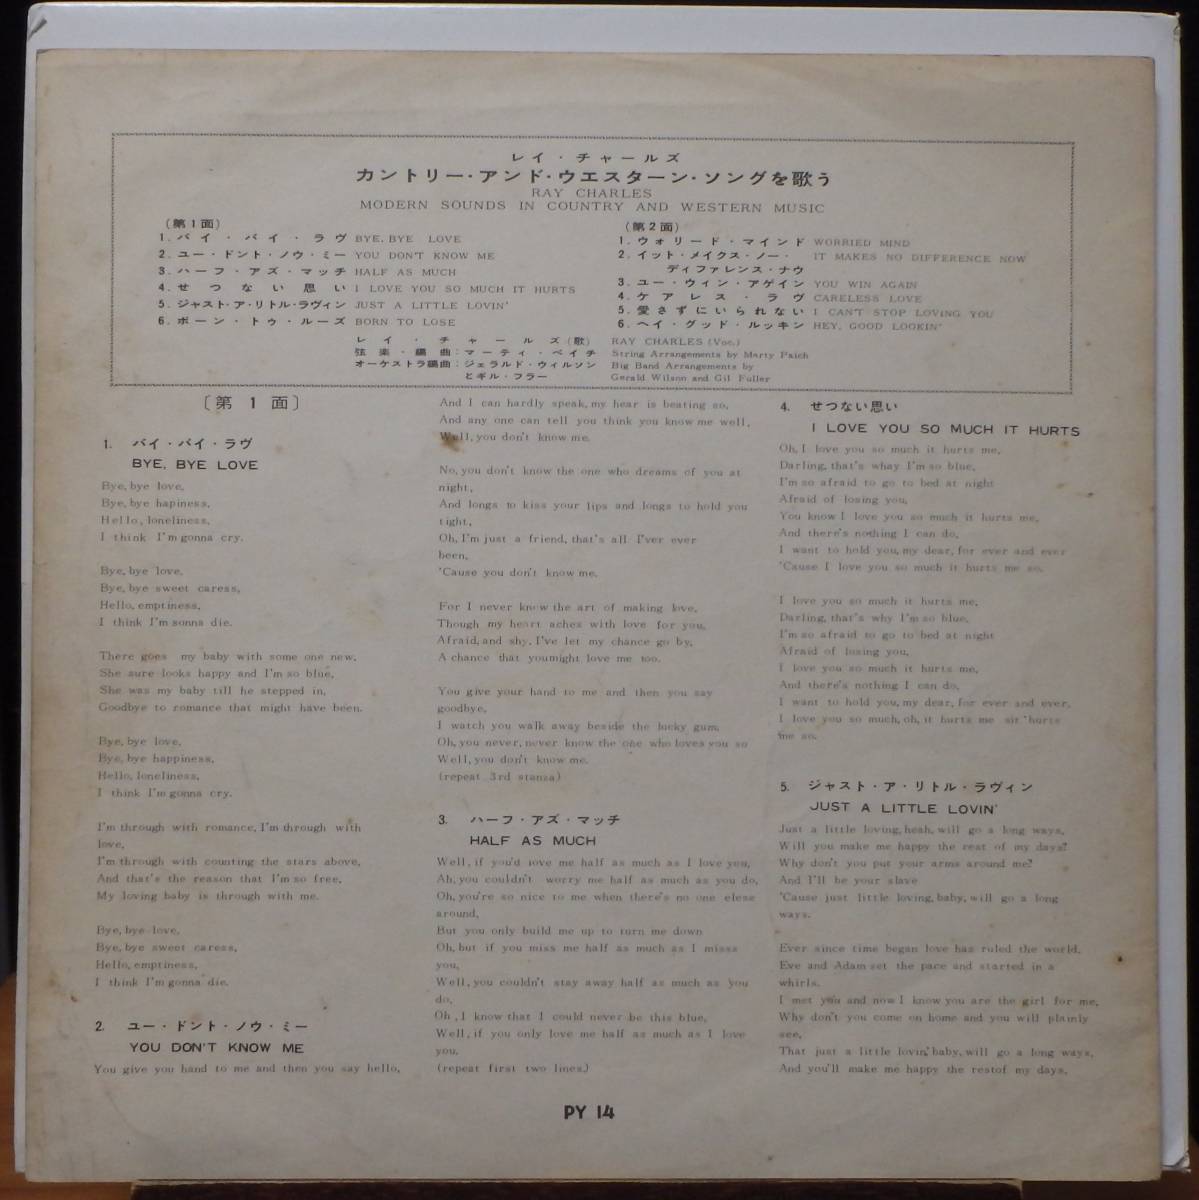 レイ・チャールズ
カントリー・アンド・ウエスターン・ソングを歌う
RAY CHARLES
MODERN SOUNDS IN COUNTRY AND WESTERN MUSIC
(第1面)
1. バイ・バイ・ラヴ BYE, BYE LOVE
2. ユー・ドント・ノウ・ミー YOU DON'T KNOW ME
3. ハーフ・アズ・マッチ HALF AS MUCH
4. せつない思い I LOVE YOU SO MUCH IT HURTS
5. ジャスト・ア・リトル・ラヴィン JUST A LITTLE LOVIN'
6. ボーン・トゥ・ルーズ BORN TO LOSE
(第2面)
1. ウォリード・マインド WORRIED MIND
2. イット・メイクス・ノー・ IT MAKES NO DIFFERENCE NOW
ディファレンス・ナウ
3. ユー・ウィン・アゲイン YOU WIN AGAIN
4. ケアレス・ラヴ CARELESS LOVE
5. 愛さずにいられない I CAN'T STOP LOVING YOU
6. ヘイ・グッド・ルッキン HEY, GOOD LOOKIN'
レイ・チャールズ(歌) RAY CHARLES (Voc.)
弦楽・編曲:マーティ・ペイチ String Arrangements by Marty Paich
オーケストラ編曲:ジェラルド・ウィルソン Big Band Arrangements by
とギル・フラー Gerald Wilson and Gil Fuller
〔第1面〕
1. バイ・バイ・ラヴ
BYE, BYE LOVE
Bye, bye love,
Bye, bye hapiness,
Hello, loneliness,
I think I'm gonna cry.
Bye, bye love,
Bye, bye sweet caress,
Hello, emptiness,
I think I'm sonna die.
There goes my baby with some one new,
She sure looks happy and I'm so blue,
She was my baby till he stepped in,
Goodbye to romance that might have been.
Bye, bye love,
Bye, bye happiness,
Hello, loneliness,
I think I'm gonna cry.
I'm through with romance, I'm through with
love,
I'm through with counting the stars above,
And that's the reason that I'm so free,
My loving baby is through with me.
Bye, bye love,
Bye, bye sweet caress,
Hello, emptiness,
I think I'm gonna die.
2. ユー・ドント・ノウ・ミー
YOU DON'T KNOW ME
You give you hand to me and then you say hello,
And I can hardly speak, my hear is beating so,
And any one can tell you think you know me well,
Well, you don't know me.
No, you don't know the one who dreams of you at
night,
And longs to kiss your lips and longs to hold you
tight,
Oh, I'm just a friend, that's all I'ver ever
been,
'Cause you don't know me.
For I never knew the art of making love,
Though my heart aches with love for you,
Afraid, and shy, I've let my chance go by,
A chance that youmight love me too.
You give your hand to me and then you say
goodbye,
I watch you walk away beside the lucky gum,
Oh, you never, never know the one who loves you so
Well, you don't know me.
(repeat 3rd stanza)
3. ハーフ・アズ・マッチ
HALF AS MUCH
Well, if you'd love me half as much as I love you,
Ah, you couldn't worry me half as much as you do,
Oh, you're so nice to me when there's no one elese
around,
But you only build me up to turn me down
Oh, but if you miss me half as much as I misss
you,
Well, you couldn't stay away half as much as you
do,
Oh, I know that I could never be this blue,
Well, if you only love me half as much as I love
you,
(repeat first two lines.)
4. せつない思い
I LOVE YOU SO MUCH IT HURTS
Oh, I love you so much it hurts me,
Darling, that's whay I'm so blue,
I'm so afraid to go to bed at night
Afraid of losing you,
You know I love you so much it hurts me,
And there's nothing I can do,
I want to hold you, my dear, for ever and ever
'Cause I love you so much it hurts me so.
I love you so much it hurts me,
Darling, that's why I'm so blue,
I'm so afraid to go to bed at night
Afraid of losing you,
I love you so much it hurts me,
And there's nothing I can do,
I want to hold you, my dear, for ever and ever,
I love you so much, oh, it hurts me sir hurts
me so.
5. ジャスト・ア・リトル・ラヴィン
JUST A LITTLE LOVIN'
Just a little loving, heah, will go a long ways,
Will you make me happy the rest of my days?
Why don't you put your arms around me?
And I'll be your slave
'Cause just little loving, baby, will go a long
ways.
Ever since time began love has ruled the world,
Eve and Adam set the pace and started in a
whirls.
I met you and now I know you are the girl for me,
Why don't you come on home and you will plainly
see,
That just a little lovin' baby, will go a long ways,
And you'll make me happy the restof my days.
PY 14